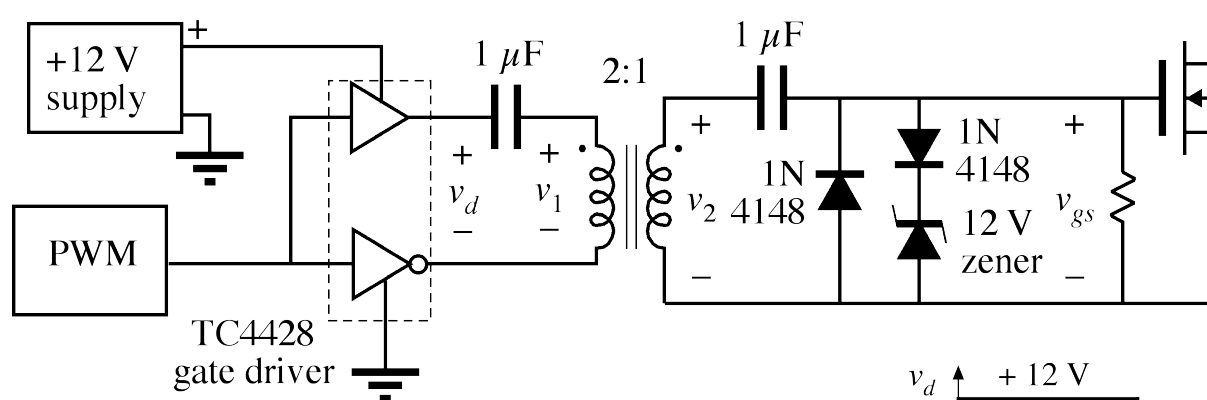 +
+12 V
supply
1 µF
2:1
1 µF
+
v_d
−
+
v_1
−
+
v_2
−
1N
4148
1N
4148
12 V
zener
+
v_gs
−
PWM
TC4428
gate driver
v_d
+ 12 V